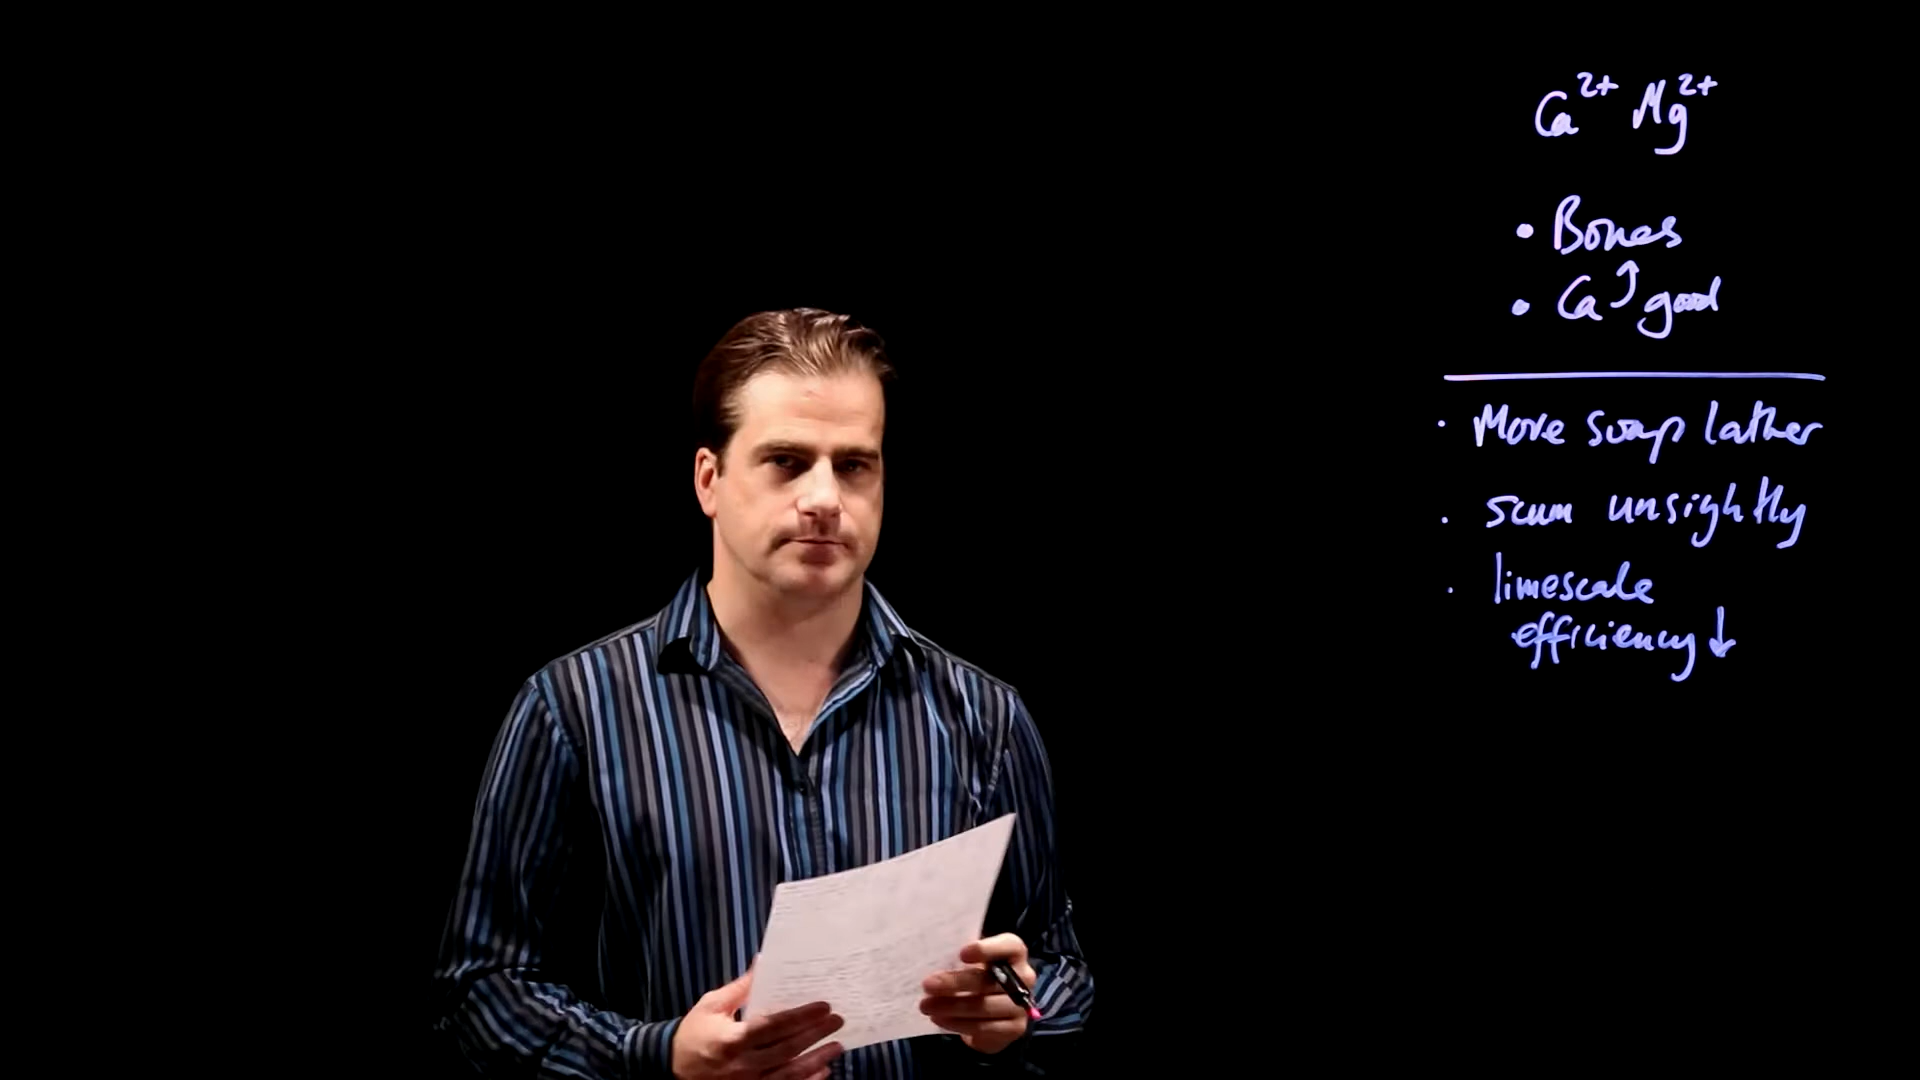 Ca²⁺ Mg²⁺
• Bones
• Ca ⤴ good
· More soap lather
· scum unsightly
· limescale
efficiency ↓